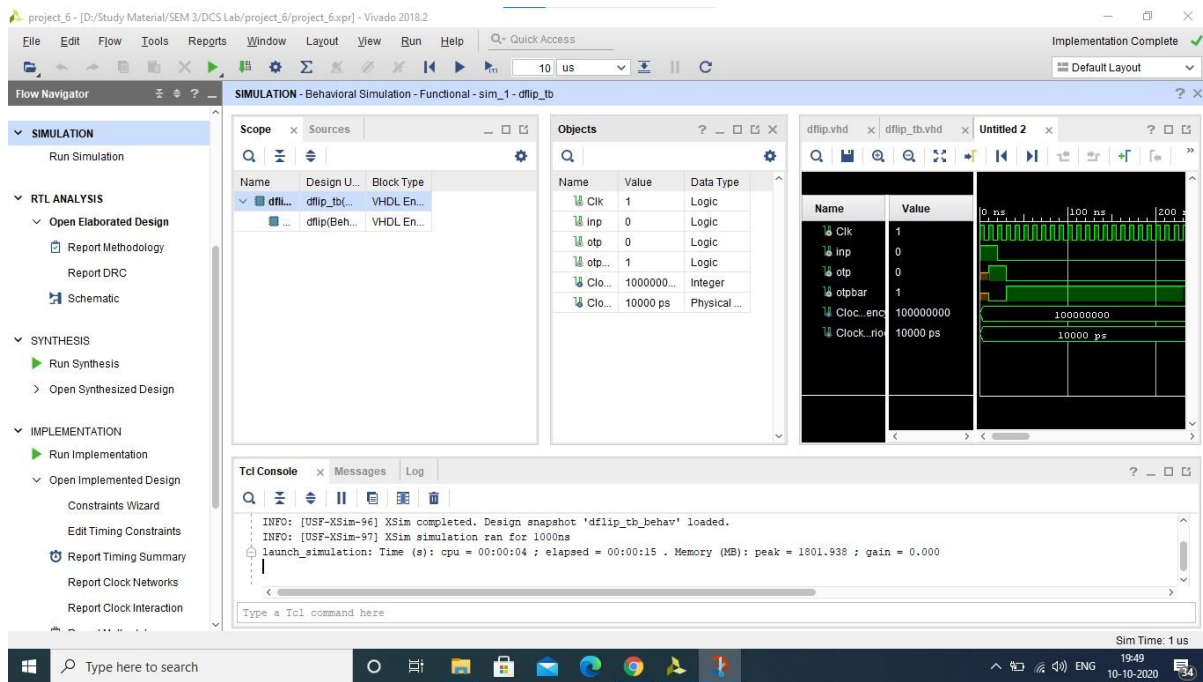 project_6 - [D:/Study Material/SEM 3/DCS Lab/project_6/project_6.xpr] - Vivado 2018.2
File Edit Flow Tools Reports Window Layout View Run Help Quick Access
Implementation Complete
10 us
Default Layout
Flow Navigator
SIMULATION - Behavioral Simulation - Functional - sim_1 - dflip_tb
SIMULATION
Run Simulation
RTL ANALYSIS
Open Elaborated Design
Report Methodology
Report DRC
Schematic
SYNTHESIS
Run Synthesis
Open Synthesized Design
IMPLEMENTATION
Run Implementation
Open Implemented Design
Constraints Wizard
Edit Timing Constraints
Report Timing Summary
Report Clock Networks
Report Clock Interaction
Scope Sources
Name Design U... Block Type
dfli... dflip_tb(... VHDL En...
... dflip(Beh... VHDL En...
Objects
Name Value Data Type
Clk 1 Logic
inp 0 Logic
otp 0 Logic
otp... 1 Logic
Clo... 1000000... Integer
Clo... 10000 ps Physical ...
dflip.vhd dflip_tb.vhd Untitled 2
Name Value
0 ns 100 ns 200
Clk 1
inp 0
otp 0
otpbar 1
Cloc...enc 100000000 100000000
Clock...rio 10000 ps 10000 ps
Tcl Console Messages Log
INFO: [USF-XSim-96] XSim completed. Design snapshot 'dflip_tb_behav' loaded.
INFO: [USF-XSim-97] XSim simulation ran for 1000ns
launch_simulation: Time (s): cpu = 00:00:04 ; elapsed = 00:00:15 . Memory (MB): peak = 1801.938 ; gain = 0.000
Type a Tcl command here
Sim Time: 1 us
Type here to search
ENG
19:49
10-10-2020
34